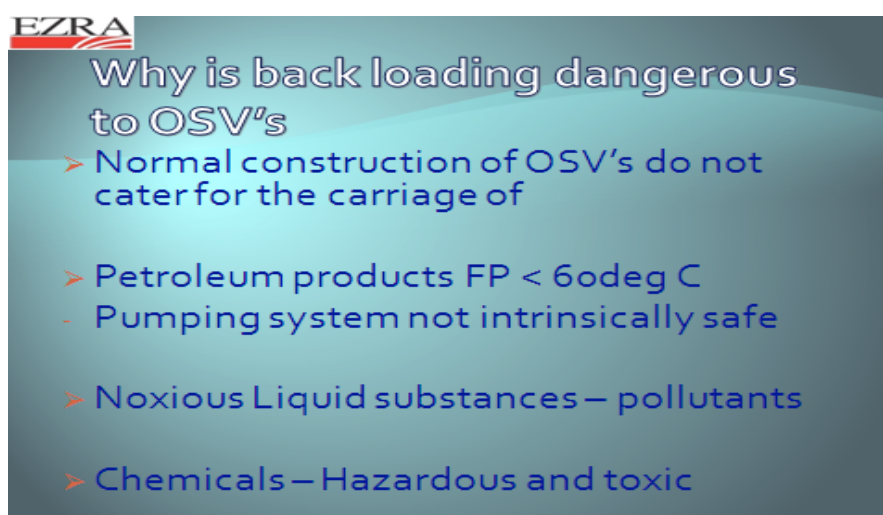 EZRA
Why is back loading dangerous
to OSV's
➢ Normal construction of OSV's do not
cater for the carriage of
➢ Petroleum products FP < 60deg C
- Pumping system not intrinsically safe
➢ Noxious Liquid substances – pollutants
➢ Chemicals – Hazardous and toxic